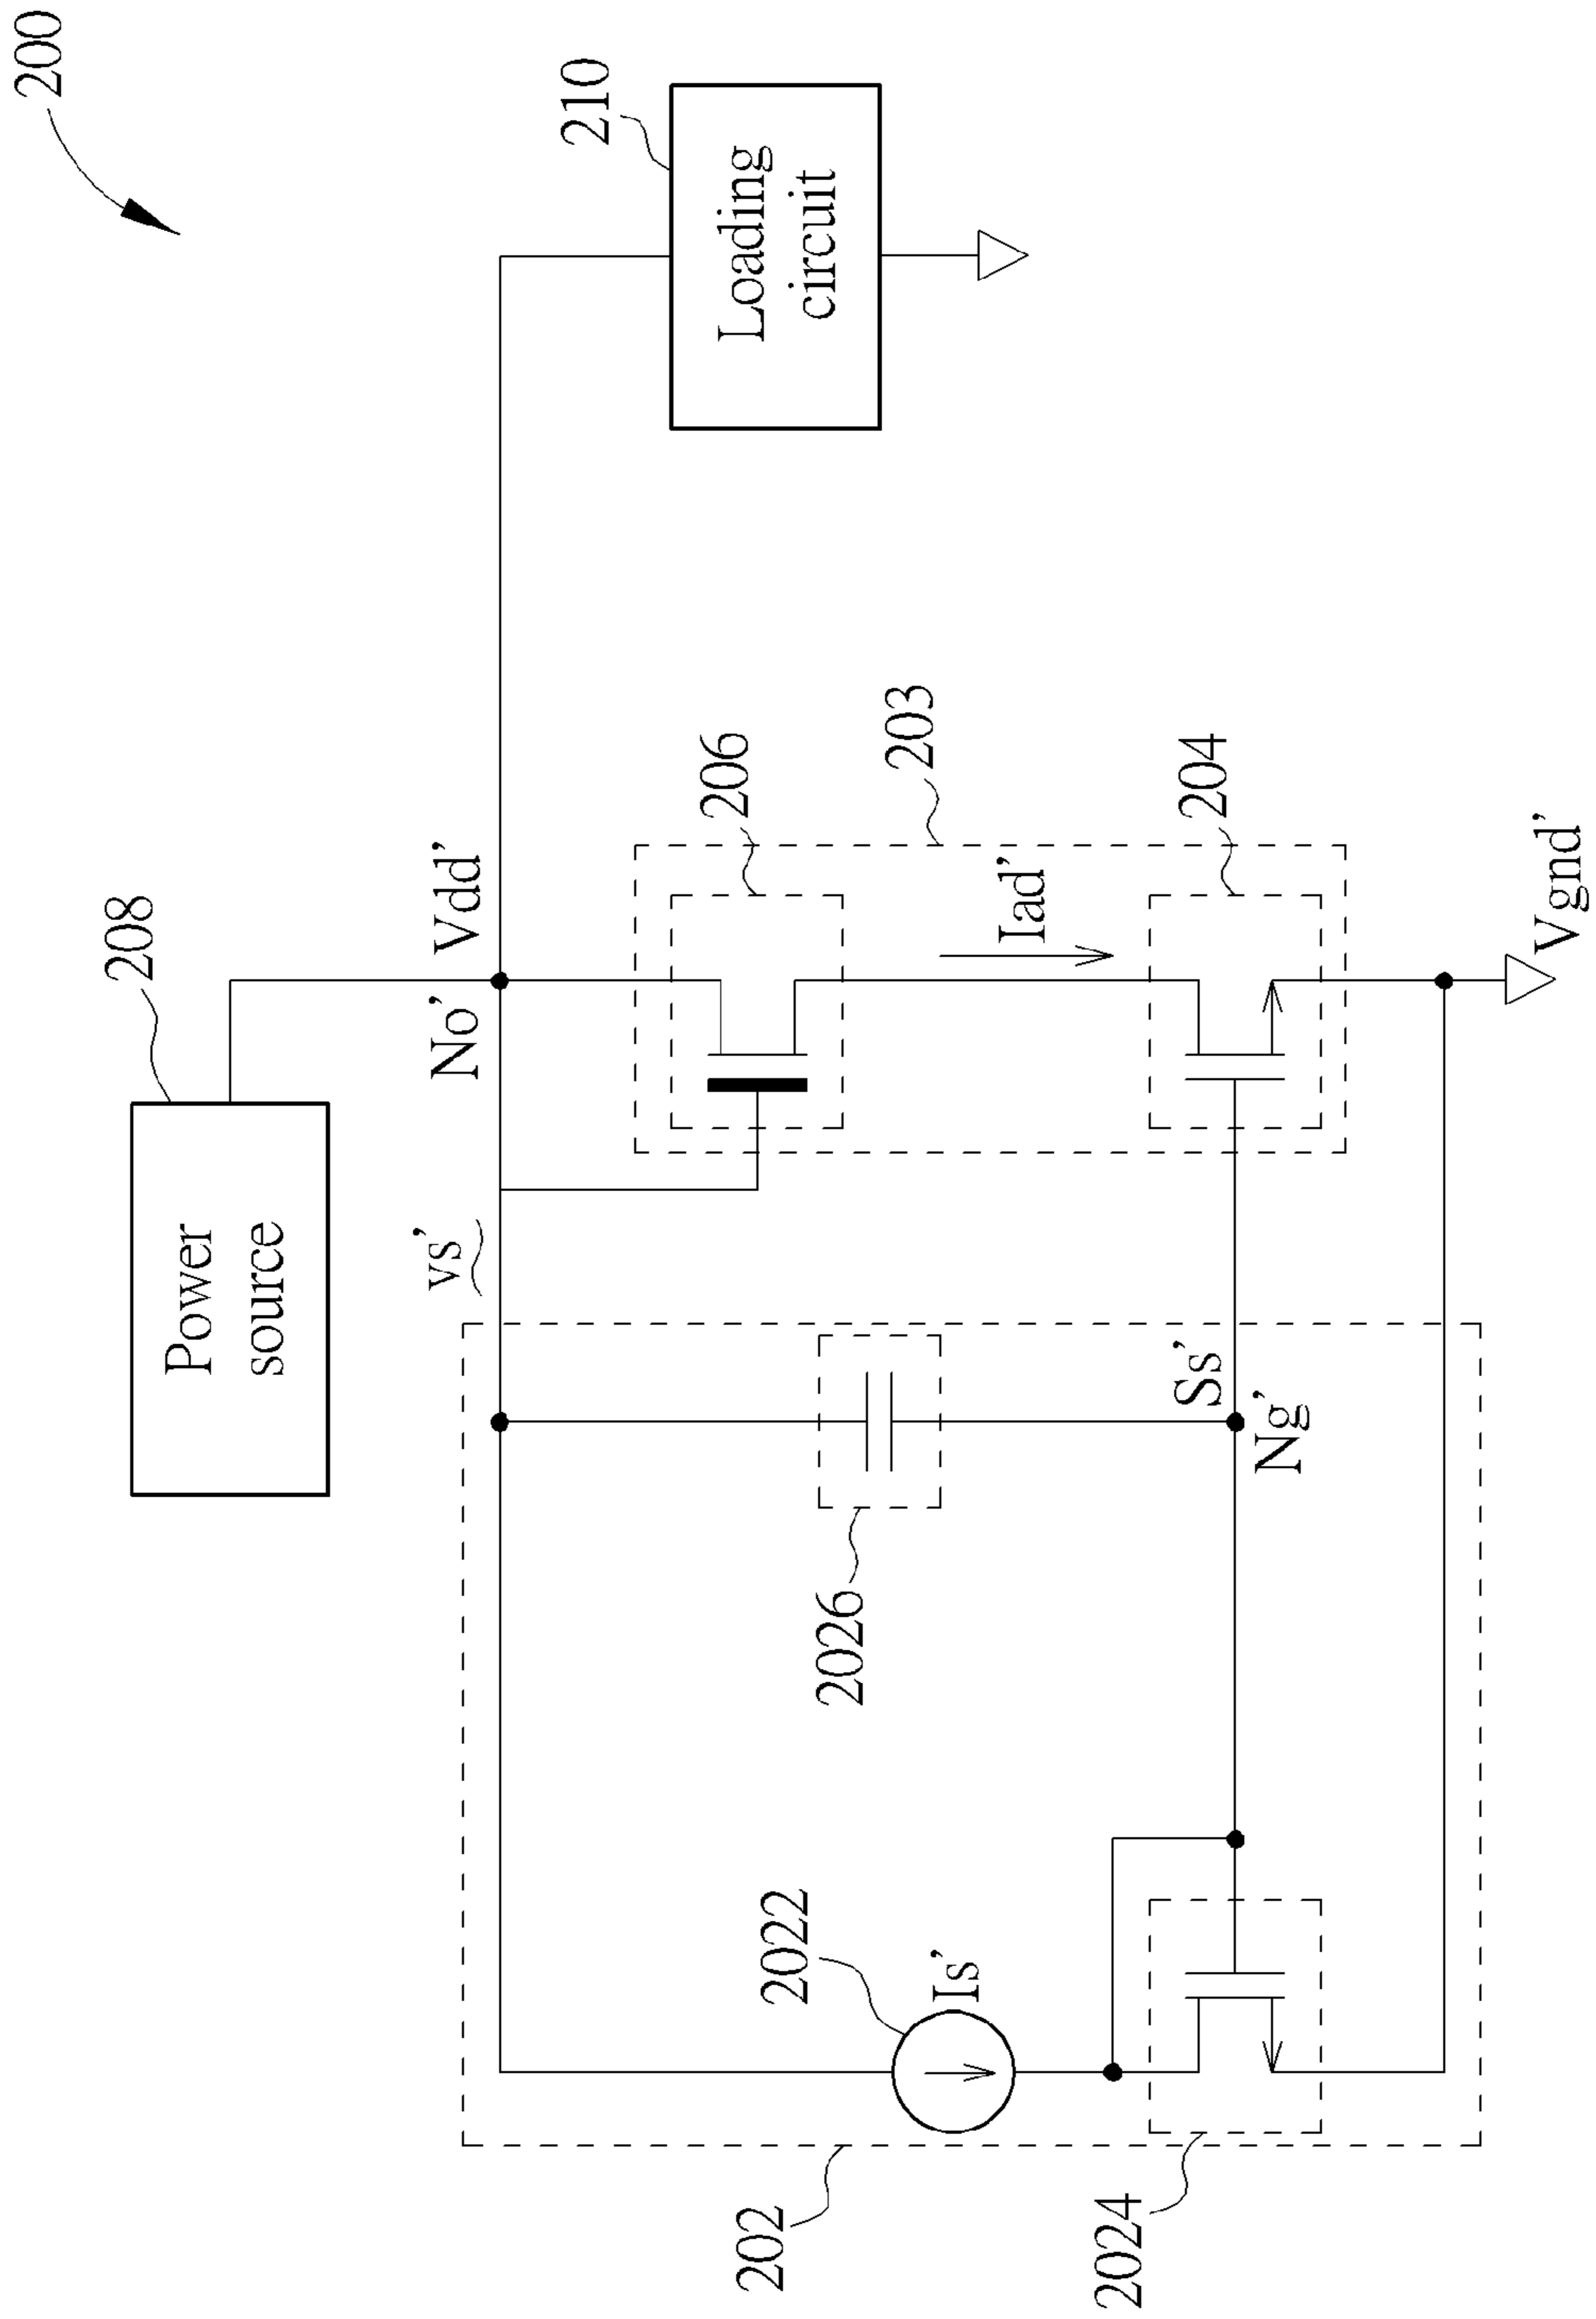 200
208
Power
source
No'
Vdd'
vs'
210
Loading
circuit
206
203
Iad'
204
Vgnd'
Ss'
Ng'
2026
2022
Is'
202
2024